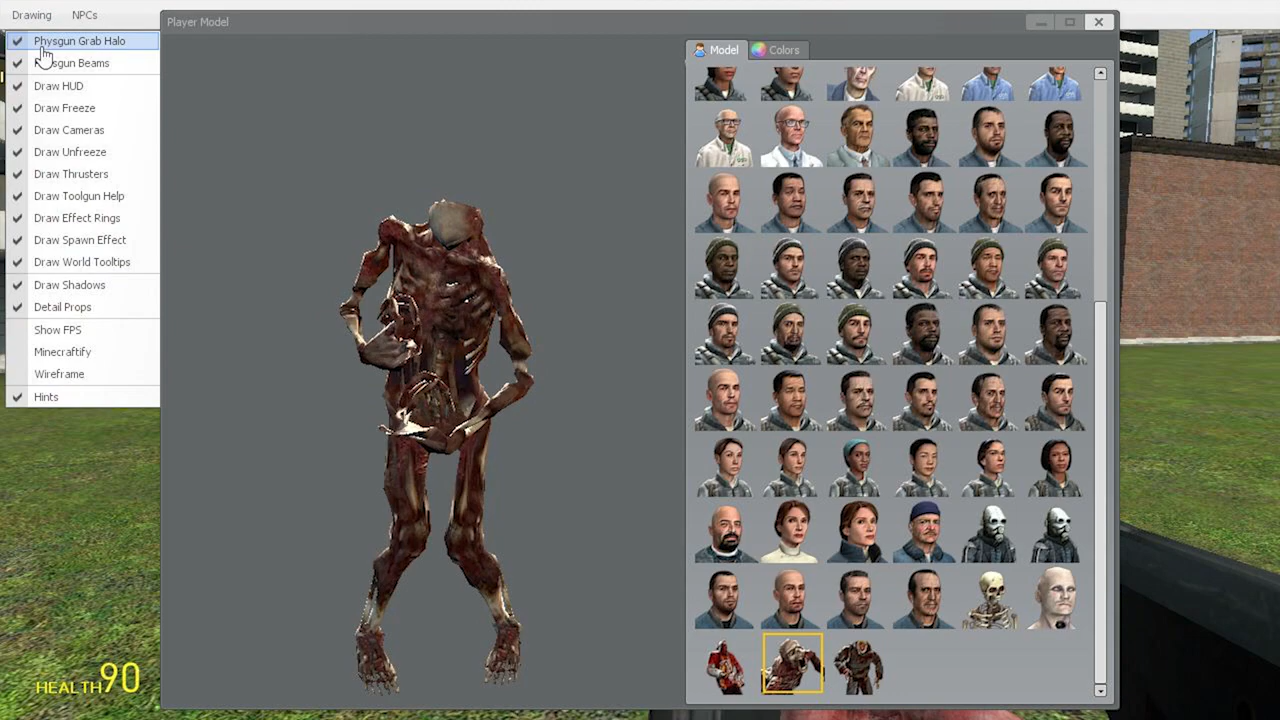 Drawing
NPCs
Player Model
Physgun Grab Halo
Model
Colors
Draw HUD
Draw Freeze
Draw Cameras
Draw Unfreeze
Draw Thrusters
Draw Toolgun Help
Draw Effect Rings
Draw Spawn Effect
Draw World Tooltips
Draw Shadows
Detail Props
Show FPS
Minecraftify
Wireframe
Hints
HEALTH 90